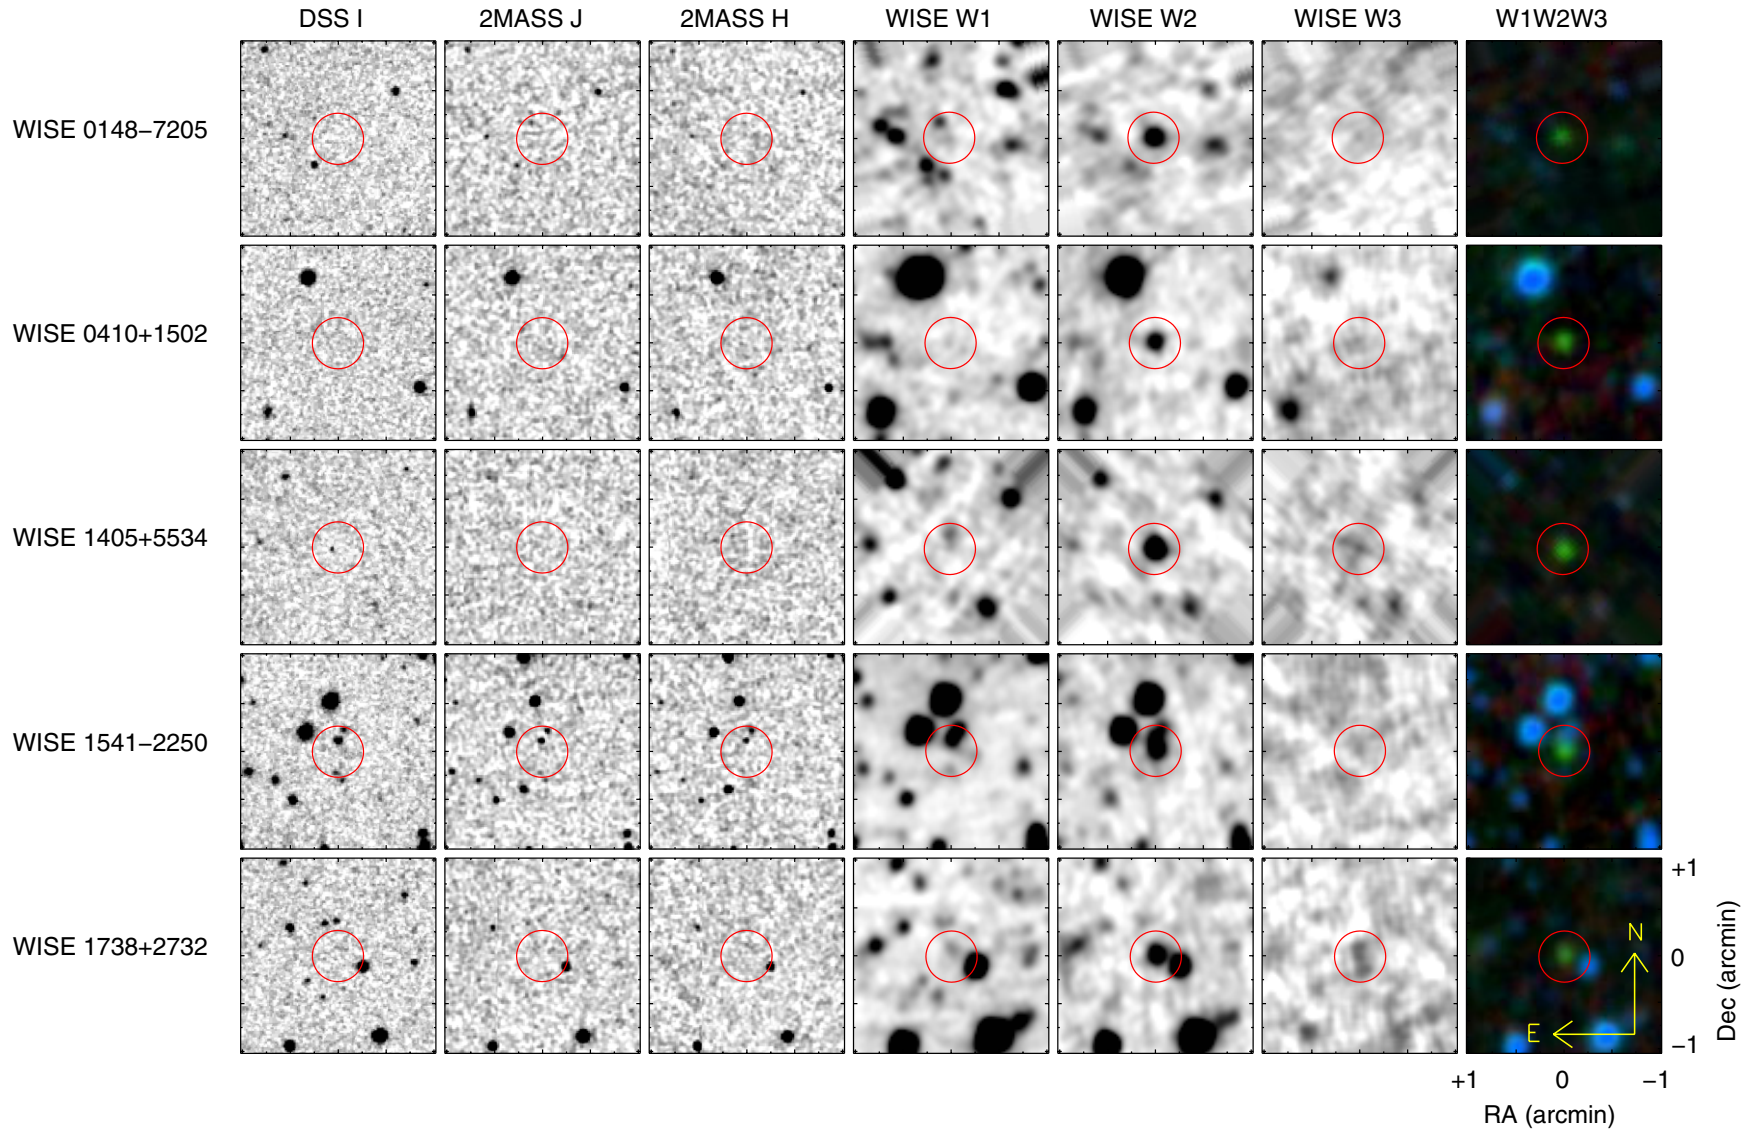 DSS I 2MASS J 2MASS H WISE W1 WISE W2 WISE W3 W1W2W3
WISE 0148−7205
WISE 0410+1502
WISE 1405+5534
WISE 1541−2250
WISE 1738+2732
+1
N
0
E
−1
Dec (arcmin)
+1 0 −1
RA (arcmin)